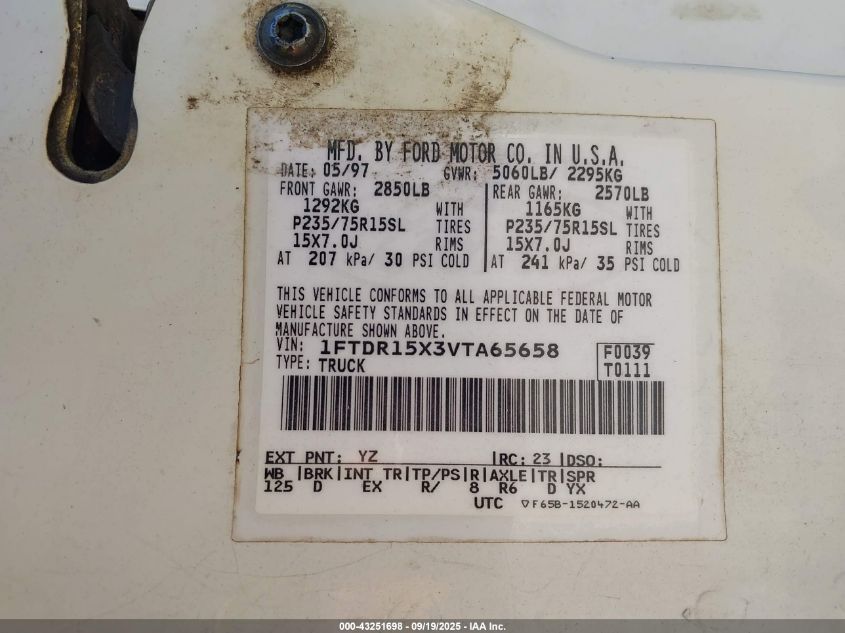 MFD. BY FORD MOTOR CO. IN U.S.A.
DATE: 05/97 GVWR: 5060LB/ 2295KG
FRONT GAWR: 2850LB REAR GAWR: 2570LB
1292KG WITH 1165KG WITH
P235/75R15SL TIRES P235/75R15SL TIRES
15X7.0J RIMS 15X7.0J RIMS
AT 207 kPa/ 30 PSI COLD AT 241 kPa/ 35 PSI COLD
THIS VEHICLE CONFORMS TO ALL APPLICABLE FEDERAL MOTOR
VEHICLE SAFETY STANDARDS IN EFFECT ON THE DATE OF
MANUFACTURE SHOWN ABOVE.
VIN: 1FTDR15X3VTA65658 F0039
TYPE: TRUCK T0111
EXT PNT: YZ |RC: 23 |DSO:
WB |BRK|INT TR|TP/PS|R|AXLE|TR|SPR
125 D EX R/ 8 R6 D YX
UTC ▽F65B-1520472-AA
000-43251698 - 09/19/2025 - IAA Inc.